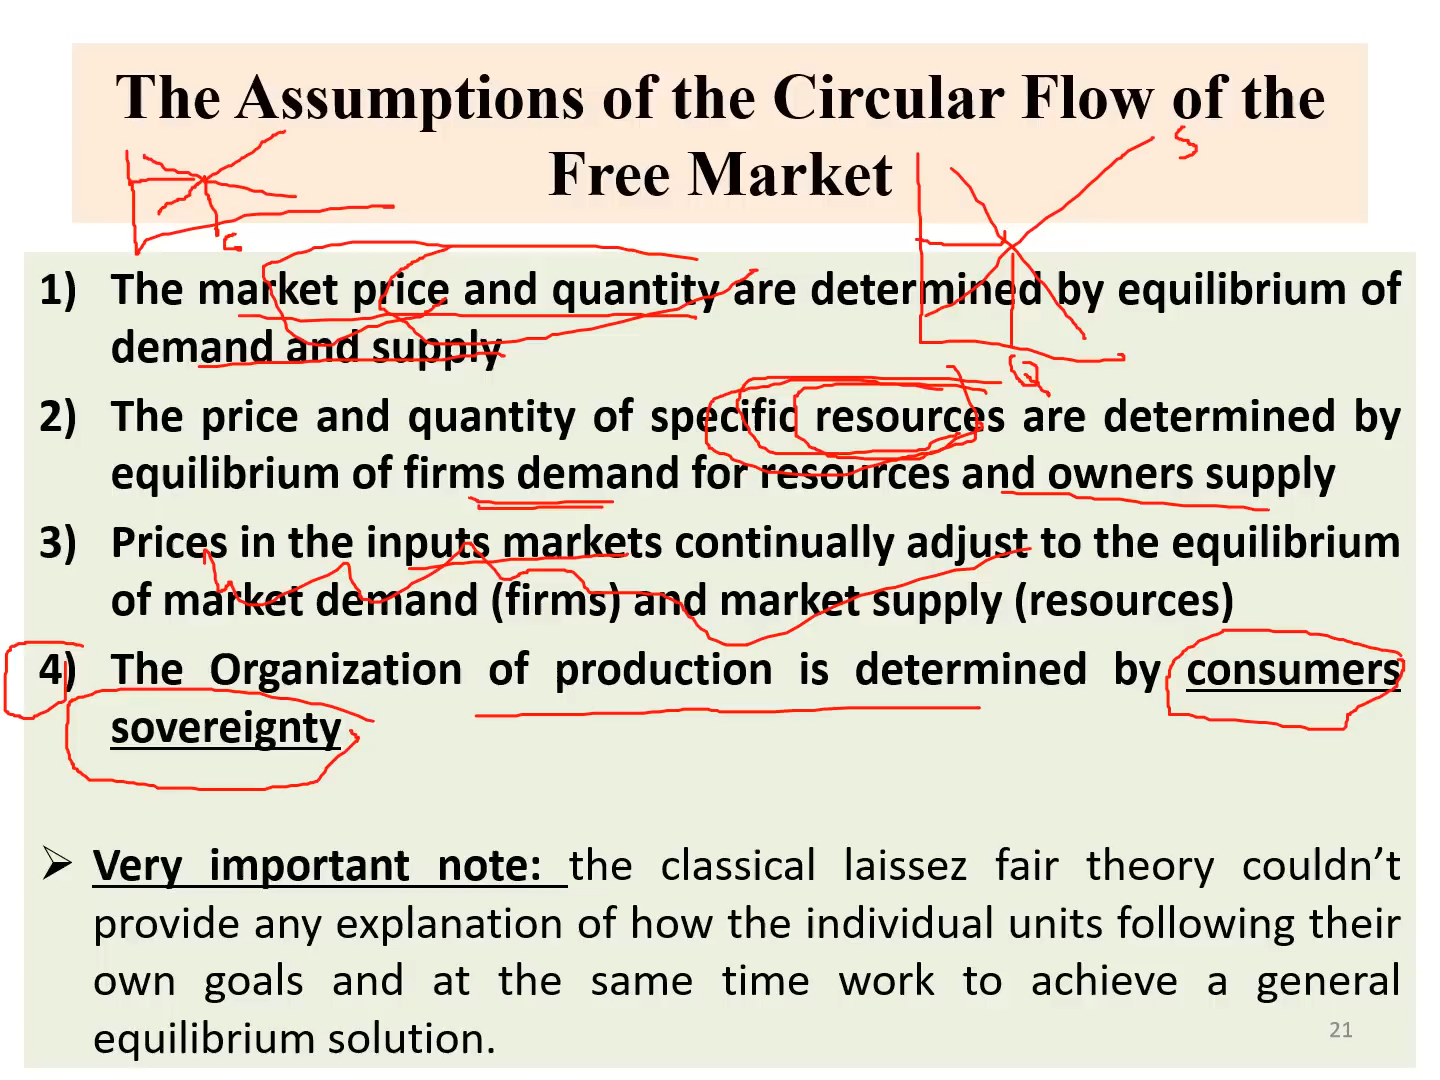 The Assumptions of the Circular Flow of the
Free Market
S
1) The market price and quantity are determined by equilibrium of
demand and supply
2) The price and quantity of specific resources are determined by
equilibrium of firms demand for resources and owners supply
3) Prices in the inputs markets continually adjust to the equilibrium
of market demand (firms) and market supply (resources)
4) The Organization of production is determined by consumers
sovereignty
➢ Very important note: the classical laissez fair theory couldn’t
provide any explanation of how the individual units following their
own goals and at the same time work to achieve a general
equilibrium solution.
21